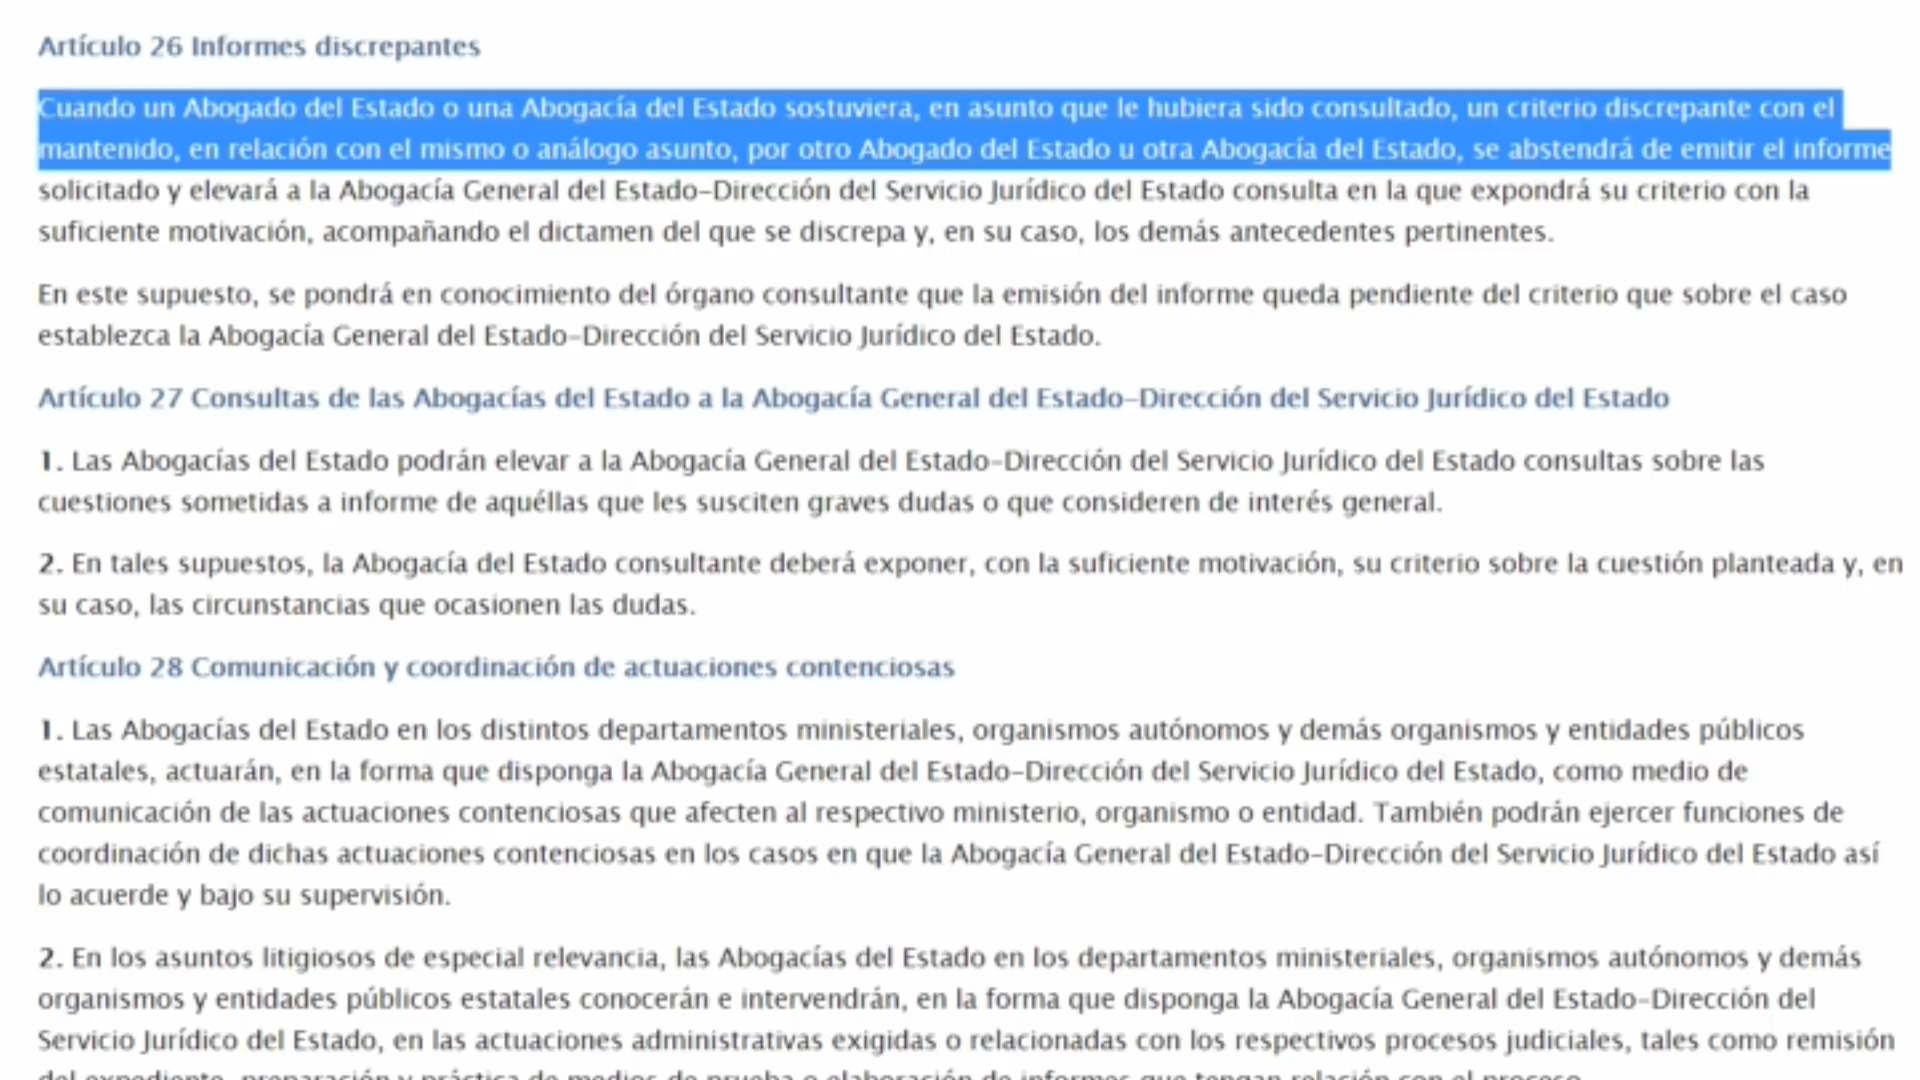 Artículo 26 Informes discrepantes
Cuando un Abogado del Estado o una Abogacía del Estado sostuviera, en asunto que le hubiera sido consultado, un criterio discrepante con el
mantenido, en relación con el mismo o análogo asunto, por otro Abogado del Estado u otra Abogacía del Estado, se abstendrá de emitir el informe
solicitado y elevará a la Abogacía General del Estado-Dirección del Servicio Jurídico del Estado consulta en la que expondrá su criterio con la
suficiente motivación, acompañando el dictamen del que se discrepa y, en su caso, los demás antecedentes pertinentes.
En este supuesto, se pondrá en conocimiento del órgano consultante que la emisión del informe queda pendiente del criterio que sobre el caso
establezca la Abogacía General del Estado-Dirección del Servicio Jurídico del Estado.
Artículo 27 Consultas de las Abogacías del Estado a la Abogacía General del Estado-Dirección del Servicio Jurídico del Estado
1. Las Abogacías del Estado podrán elevar a la Abogacía General del Estado-Dirección del Servicio Jurídico del Estado consultas sobre las
cuestiones sometidas a informe de aquéllas que les susciten graves dudas o que consideren de interés general.
2. En tales supuestos, la Abogacía del Estado consultante deberá exponer, con la suficiente motivación, su criterio sobre la cuestión planteada y, en
su caso, las circunstancias que ocasionen las dudas.
Artículo 28 Comunicación y coordinación de actuaciones contenciosas
1. Las Abogacías del Estado en los distintos departamentos ministeriales, organismos autónomos y demás organismos y entidades públicos
estatales, actuarán, en la forma que disponga la Abogacía General del Estado-Dirección del Servicio Jurídico del Estado, como medio de
comunicación de las actuaciones contenciosas que afecten al respectivo ministerio, organismo o entidad. También podrán ejercer funciones de
coordinación de dichas actuaciones contenciosas en los casos en que la Abogacía General del Estado-Dirección del Servicio Jurídico del Estado así
lo acuerde y bajo su supervisión.
2. En los asuntos litigiosos de especial relevancia, las Abogacías del Estado en los departamentos ministeriales, organismos autónomos y demás
organismos y entidades públicos estatales conocerán e intervendrán, en la forma que disponga la Abogacía General del Estado-Dirección del
Servicio Jurídico del Estado, en las actuaciones administrativas exigidas o relacionadas con los respectivos procesos judiciales, tales como remisión
del expediente, preparación y práctica de medios de prueba o elaboración de informes que tengan relación con el proceso.